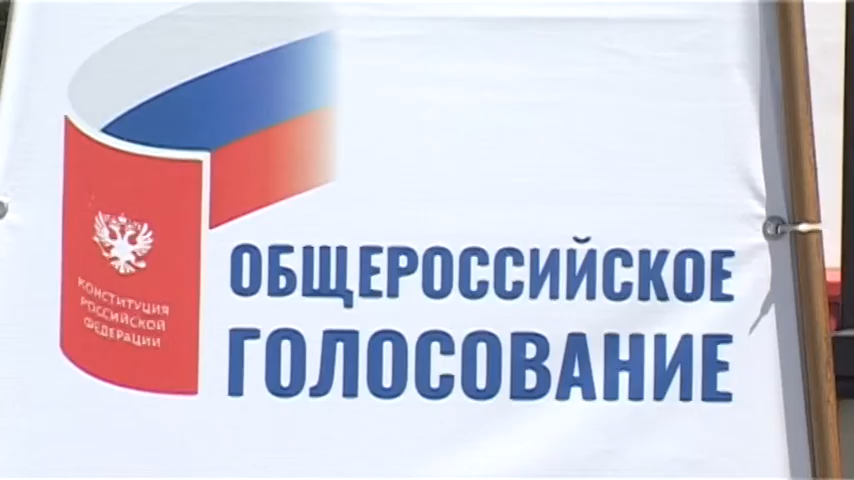 КОНСТИТУЦИЯ
РОССИЙСКОЙ
ФЕДЕРАЦИИ
ОБЩЕРОССИЙСКОЕ
ГОЛОСОВАНИЕ